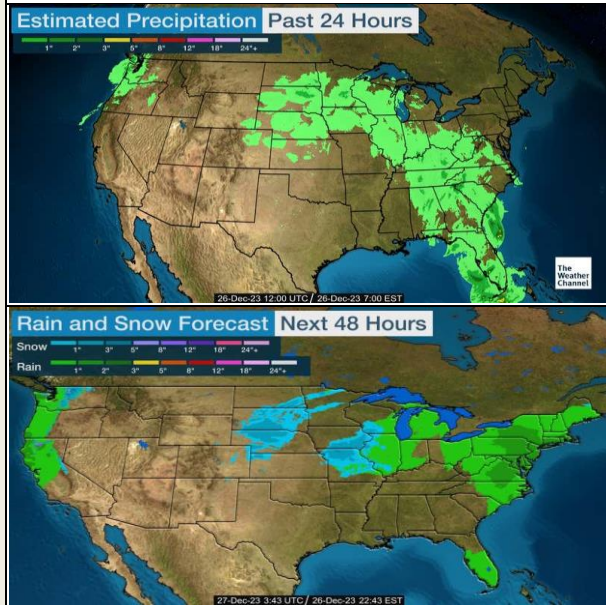 Estimated Precipitation Past 24 Hours
1" 2" 3" 5" 8" 12" 18" 24"+
The
Weather
Channel
26-Dec-23 12:00 UTC / 26-Dec-23 7:00 EST
Rain and Snow Forecast Next 48 Hours
Snow 1" 3" 5" 8" 12" 18" 24"+
Rain 1" 2" 3" 5" 8" 12" 16" 24"+
27-Dec-23 3:43 UTC / 26-Dec-23 22:43 EST